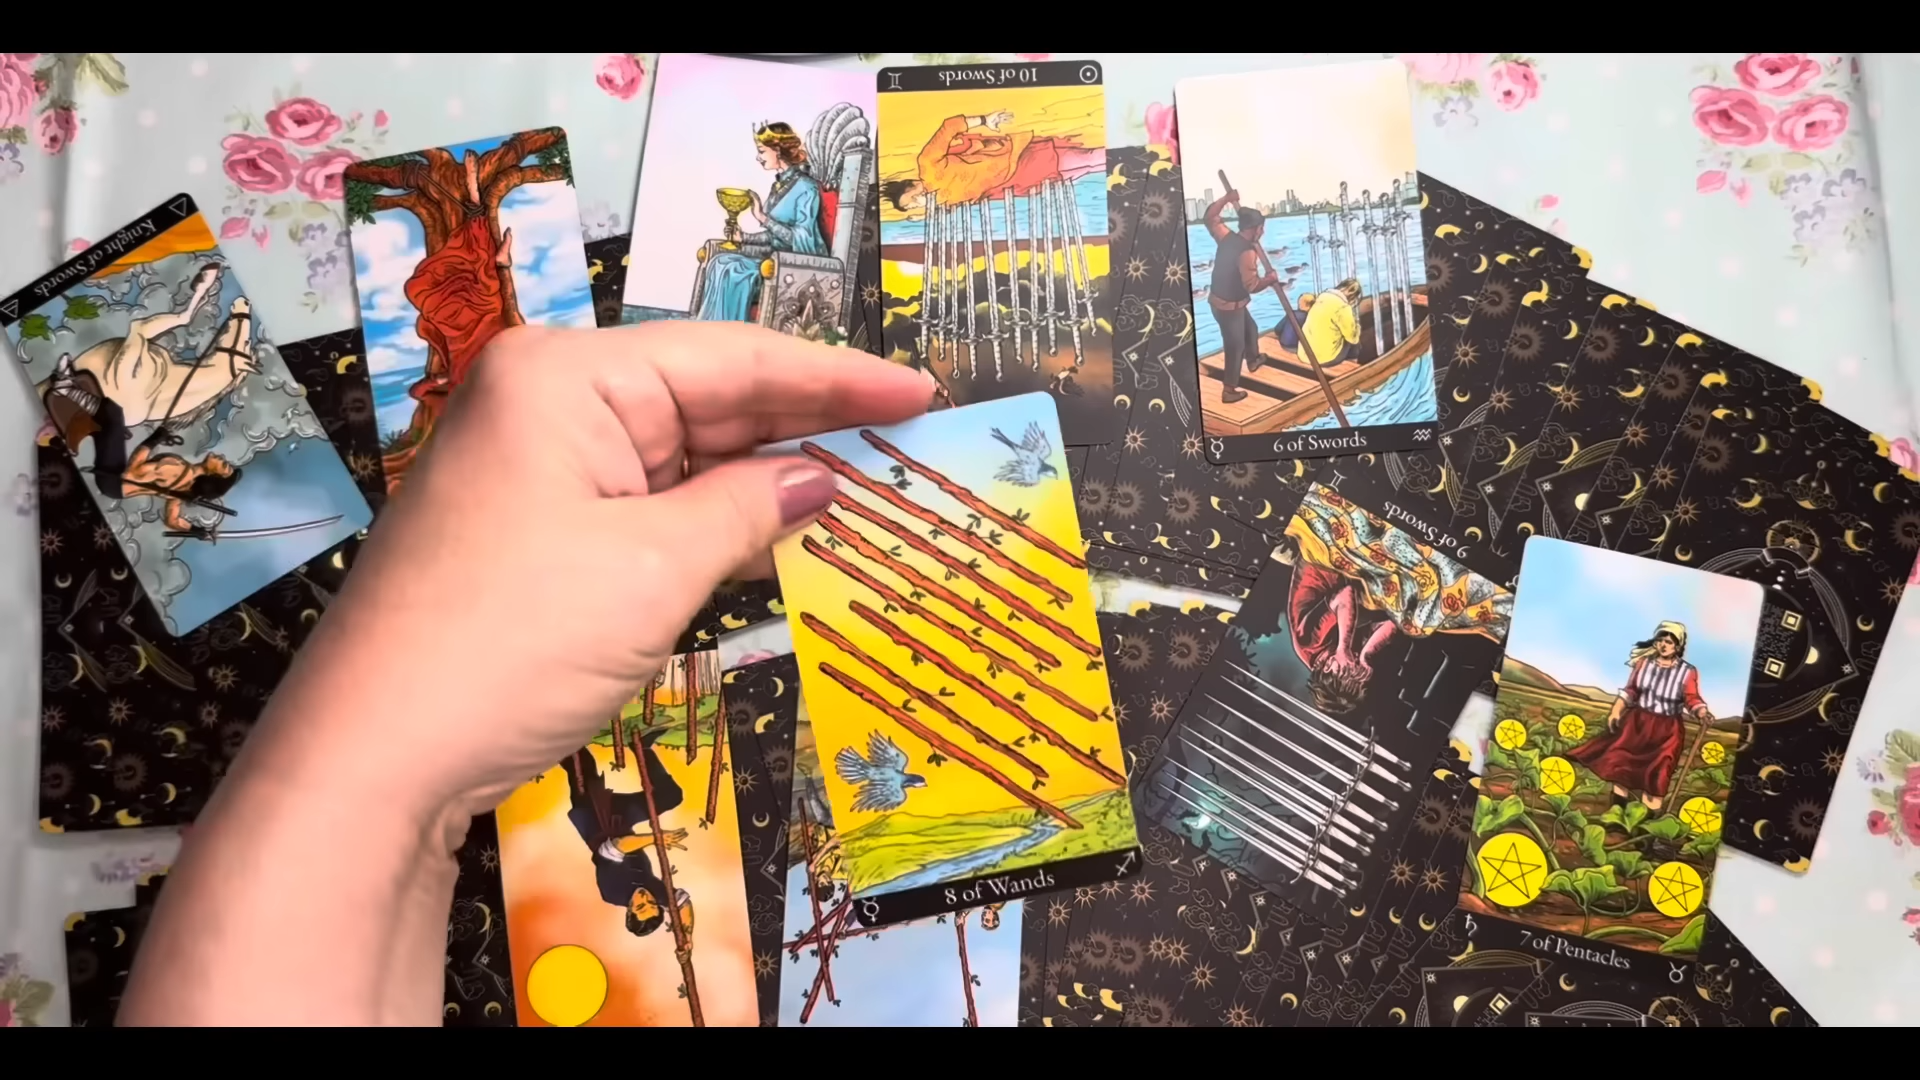 10 of Swords
Knight of Swords
6 of Swords
9 of Swords
8 of Wands
7 of Pentacles